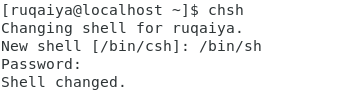 [ruqaiya@localhost ~]$ chsh
Changing shell for ruqaiya.
New shell [/bin/csh]: /bin/sh
Password:
Shell changed.